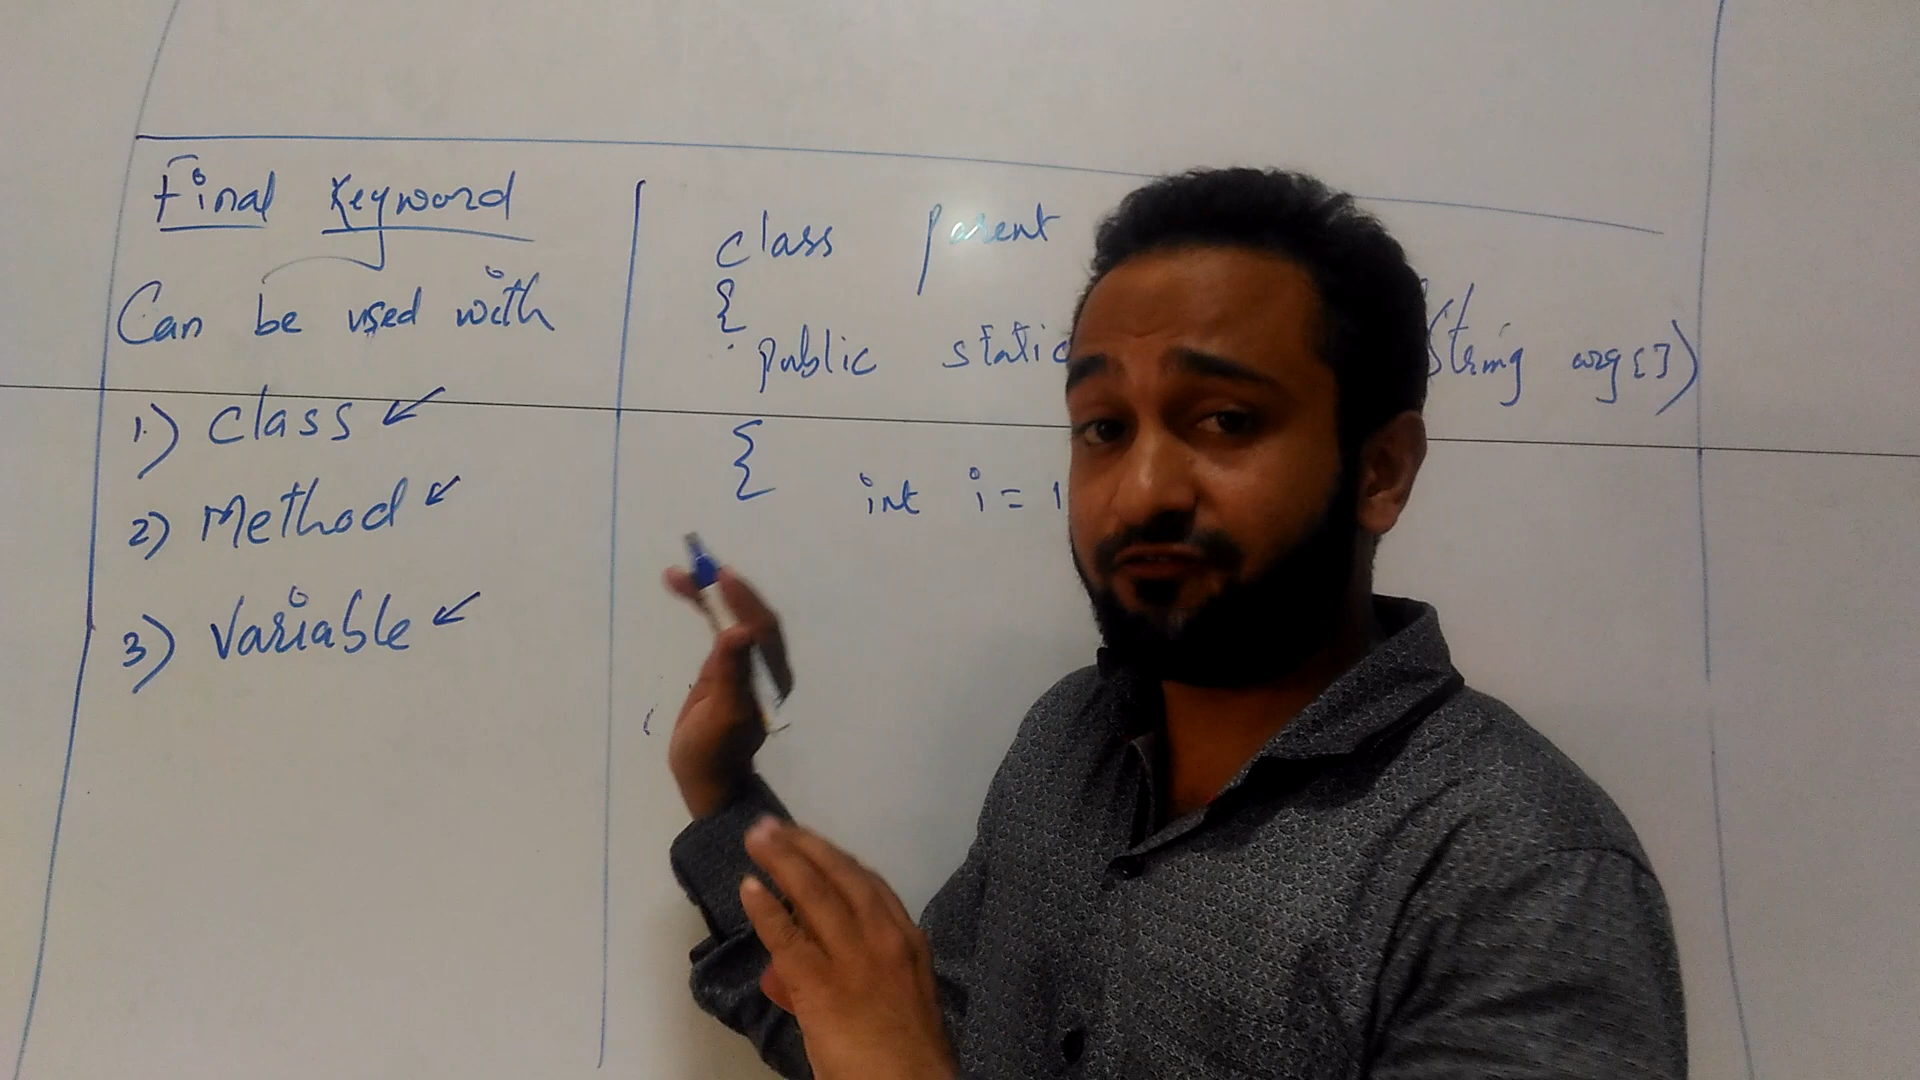 Final Keyword
Can be used with
1) Class
2) Method
3) Variable
class parent
{
public static String arg[])
{
int i = 1